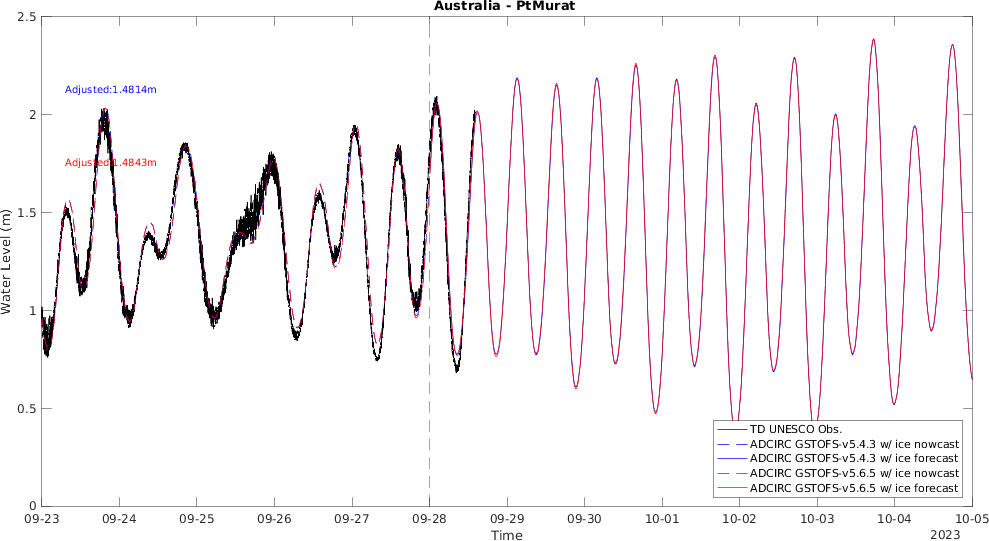 Australia - PtMurat
2.5
2
1.5
1
0.5
0
Water Level (m)
Adjusted:1.4814m
Adjusted:1.4843m
TD UNESCO Obs.
ADCIRC GSTOFS-v5.4.3 w/ ice nowcast
ADCIRC GSTOFS-v5.4.3 w/ ice forecast
ADCIRC GSTOFS-v5.6.5 w/ ice nowcast
ADCIRC GSTOFS-v5.6.5 w/ ice forecast
09-23 09-24 09-25 09-26 09-27 09-28 09-29 09-30 10-01 10-02 10-03 10-04 10-05
Time
2023